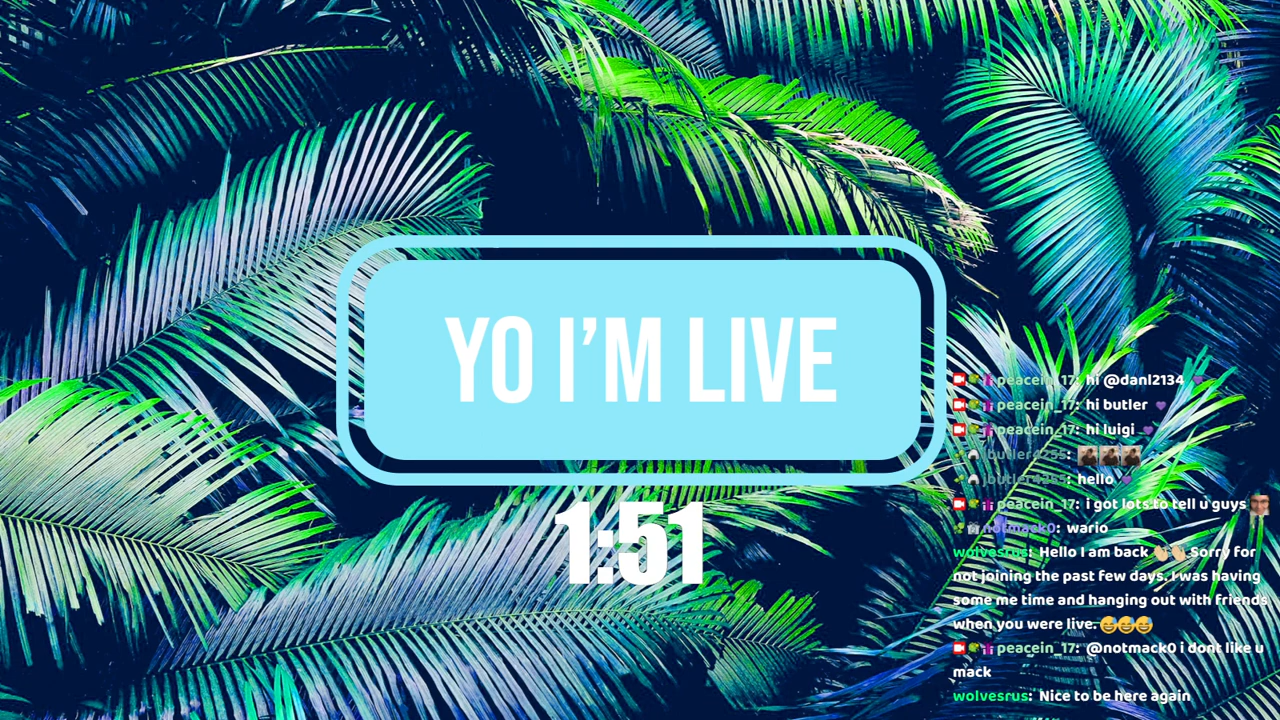 YO I'M LIVE
1:51
peacein_17: hi @danl2134
peacein_17: hi butler
peacein_17: hi luigi
jbutler4255:
jbutler4255: hello
peacein_17: i got lots to tell u guys
notmack0: wario
wolvesrus: Hello I am back 👋🏼👋🏼 Sorry for
not joining the past few days. I was having
some me time and hanging out with friends
when you were live. 😅😅😅
peacein_17: @notmack0 i dont like u
mack
wolvesrus: Nice to be here again